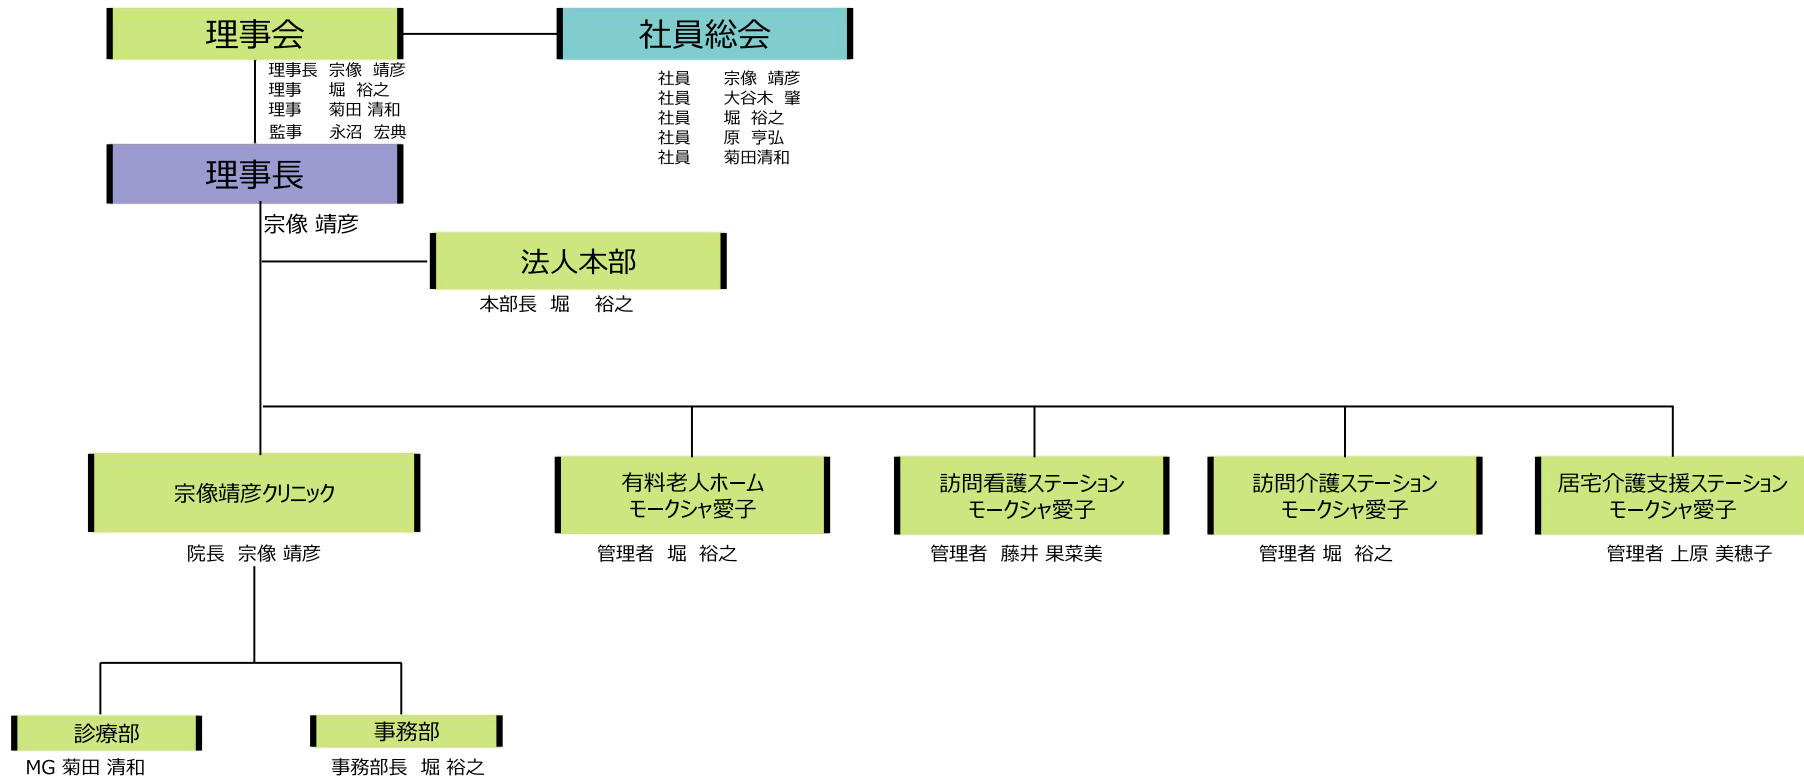 理事会
社員総会
理事長 宗像 靖彦
理事 堀 裕之
理事 菊田 清和
監事 永沼 宏典
社員 宗像 靖彦
社員 大谷木 肇
社員 堀 裕之
社員 原 亨弘
社員 菊田清和
理事長
宗像 靖彦
法人本部
本部長 堀 裕之
宗像靖彦クリニック
院長 宗像 靖彦
有料老人ホーム
モークシャ愛子
管理者 堀 裕之
訪問看護ステーション
モークシャ愛子
管理者 藤井 果菜美
訪問介護ステーション
モークシャ愛子
管理者 堀 裕之
居宅介護支援ステーション
モークシャ愛子
管理者 上原 美穂子
診療部
MG 菊田 清和
事務部
事務部長 堀 裕之